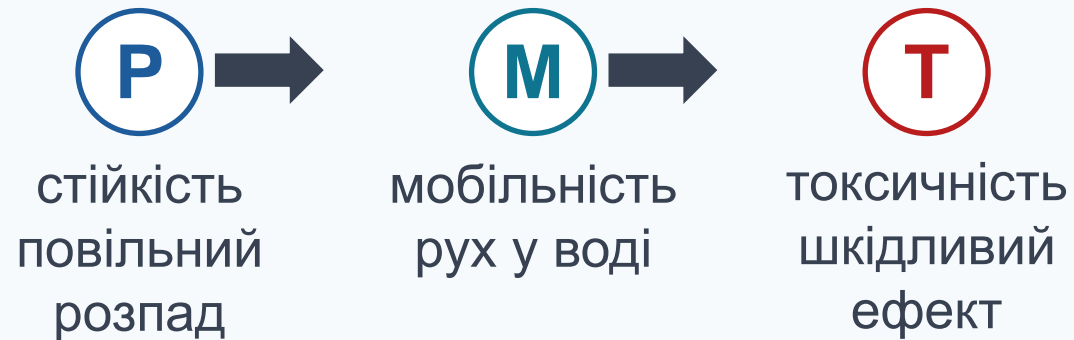 P
стійкість
повільний
розпад
M
мобільність
рух у воді
T
токсичність
шкідливий
ефект